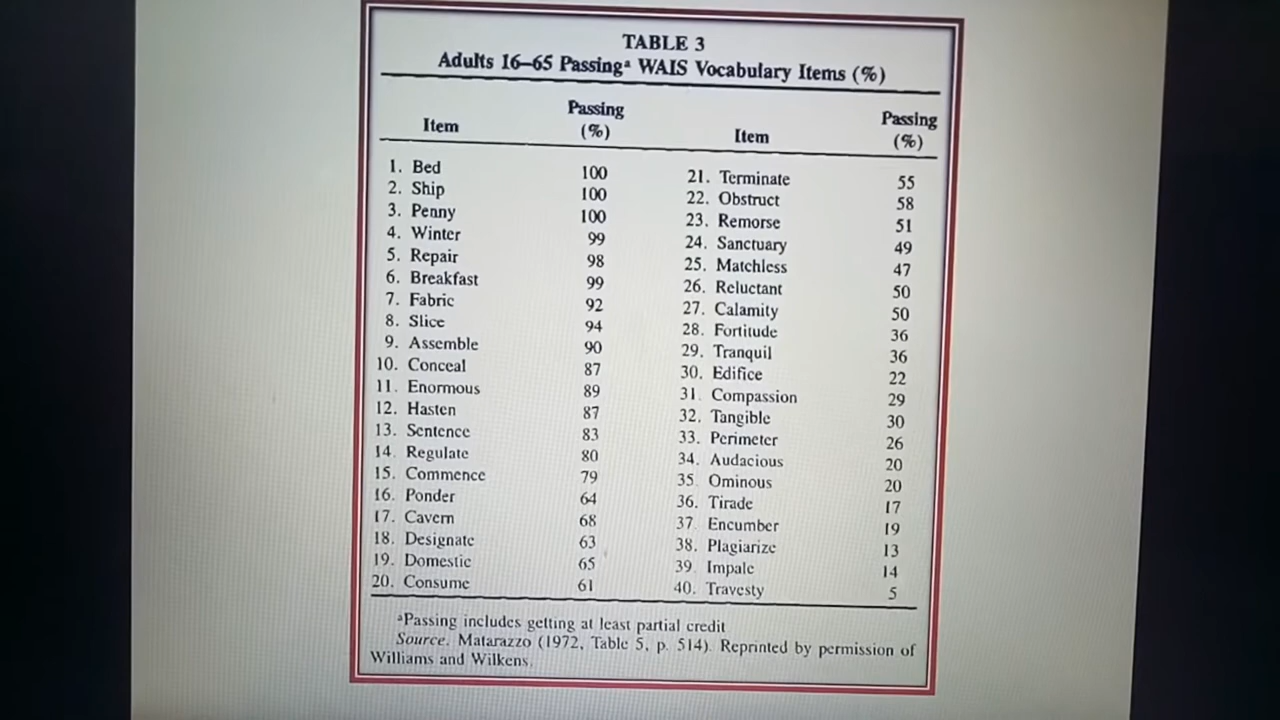 TABLE 3
Adults 16–65 Passingᵃ WAIS Vocabulary Items (%)
Item Passing (%) Item Passing (%)
1. Bed 100 21. Terminate 55
2. Ship 100 22. Obstruct 58
3. Penny 100 23. Remorse 51
4. Winter 99 24. Sanctuary 49
5. Repair 98 25. Matchless 47
6. Breakfast 99 26. Reluctant 50
7. Fabric 92 27. Calamity 50
8. Slice 94 28. Fortitude 36
9. Assemble 90 29. Tranquil 36
10. Conceal 87 30. Edifice 22
11. Enormous 89 31. Compassion 29
12. Hasten 87 32. Tangible 30
13. Sentence 83 33. Perimeter 26
14. Regulate 80 34. Audacious 20
15. Commence 79 35. Ominous 20
16. Ponder 64 36. Tirade 17
17. Cavern 68 37. Encumber 19
18. Designate 63 38. Plagiarize 13
19. Domestic 65 39. Impale 14
20. Consume 61 40. Travesty 5
ᵃPassing includes getting at least partial credit
Source. Matarazzo (1972, Table 5, p. 514). Reprinted by permission of
Williams and Wilkens.